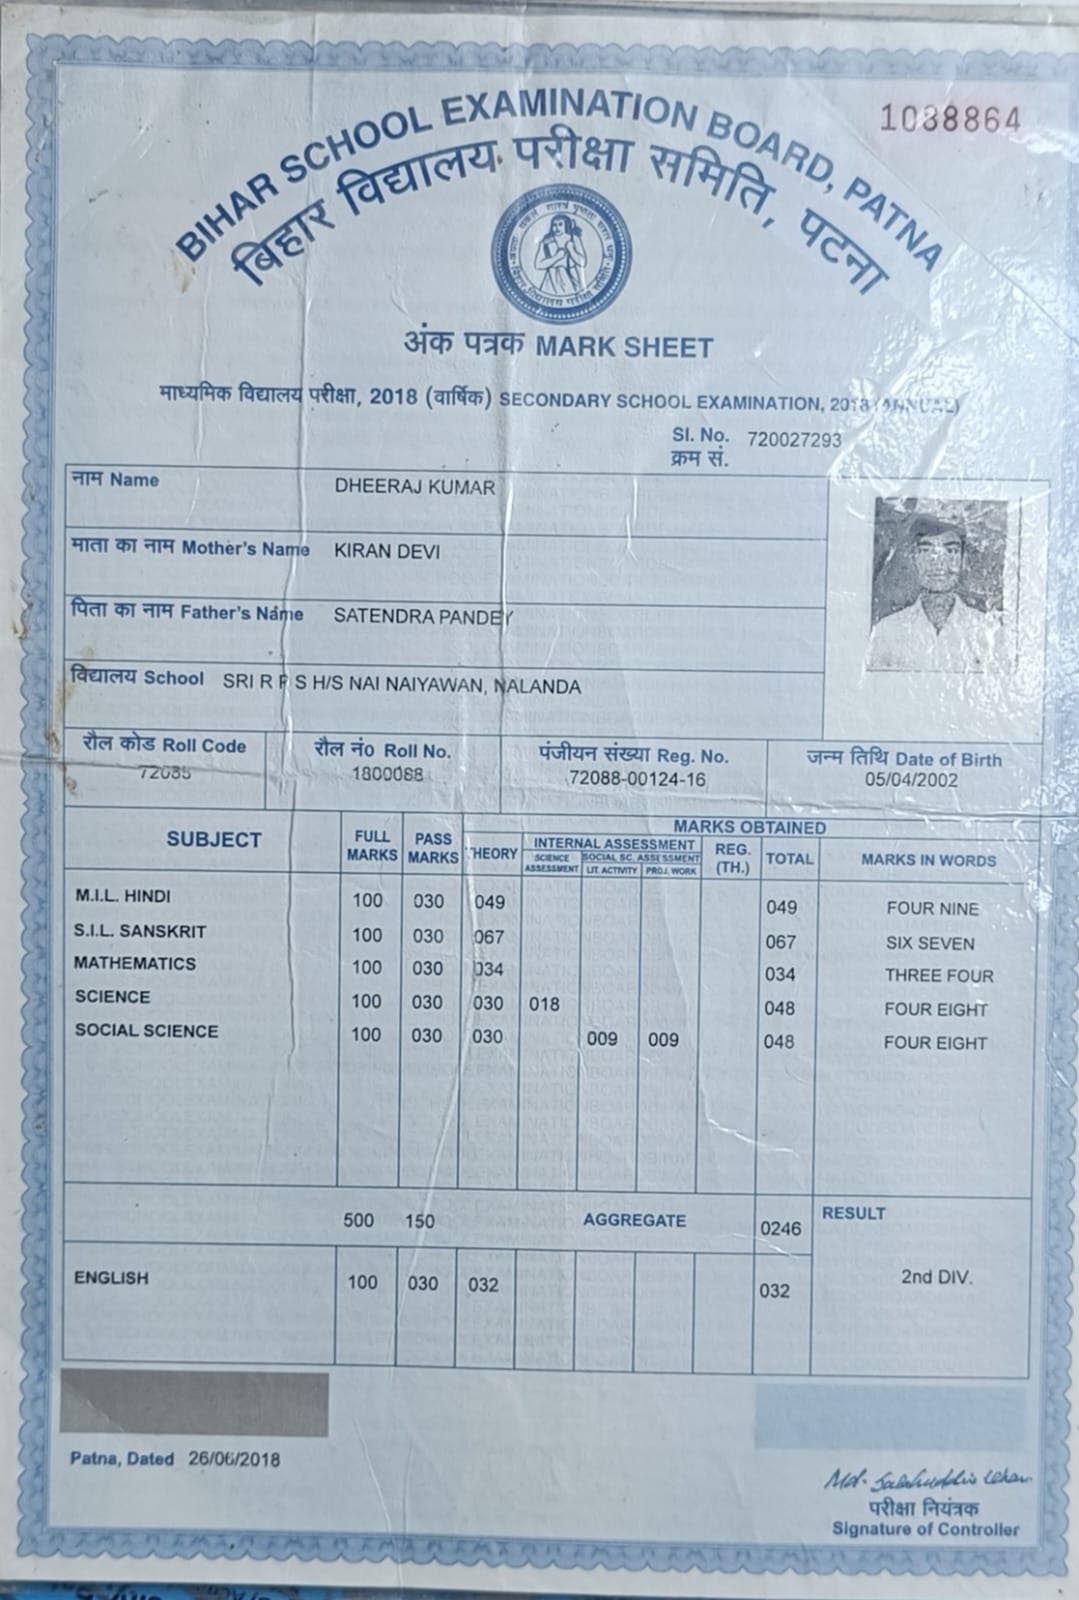 1088864
BIHAR SCHOOL EXAMINATION BOARD, PATNA
बिहार विद्यालय परीक्षा समिति, पटना
अंक पत्रक MARK SHEET
माध्यमिक विद्यालय परीक्षा, 2018 (वार्षिक) SECONDARY SCHOOL EXAMINATION, 2018 (ANNUAL)
Sl. No. 720027293
क्रम सं.
नाम Name DHEERAJ KUMAR
माता का नाम Mother's Name KIRAN DEVI
पिता का नाम Father's Name SATENDRA PANDEY
विद्यालय School SRI R P S H/S NAI NAIYAWAN, NALANDA
रौल कोड Roll Code रौल नं० Roll No. पंजीयन संख्या Reg. No. जन्म तिथि Date of Birth
1800088 72088-00124-16 05/04/2002
SUBJECT FULL MARKS PASS MARKS THEORY MARKS OBTAINED
INTERNAL ASSESSMENT REG. (TH.) TOTAL MARKS IN WORDS
SCIENCE ASSESSMENT SOCIAL SC. ASSESSMENT
LIT. ACTIVITY PROJ. WORK
M.I.L. HINDI 100 030 049 049 FOUR NINE
S.I.L. SANSKRIT 100 030 067 067 SIX SEVEN
MATHEMATICS 100 030 034 034 THREE FOUR
SCIENCE 100 030 030 018 048 FOUR EIGHT
SOCIAL SCIENCE 100 030 030 009 009 048 FOUR EIGHT
500 150 AGGREGATE 0246 RESULT
ENGLISH 100 030 032 032 2nd DIV.
Patna, Dated 26/06/2018
परीक्षा नियंत्रक
Signature of Controller